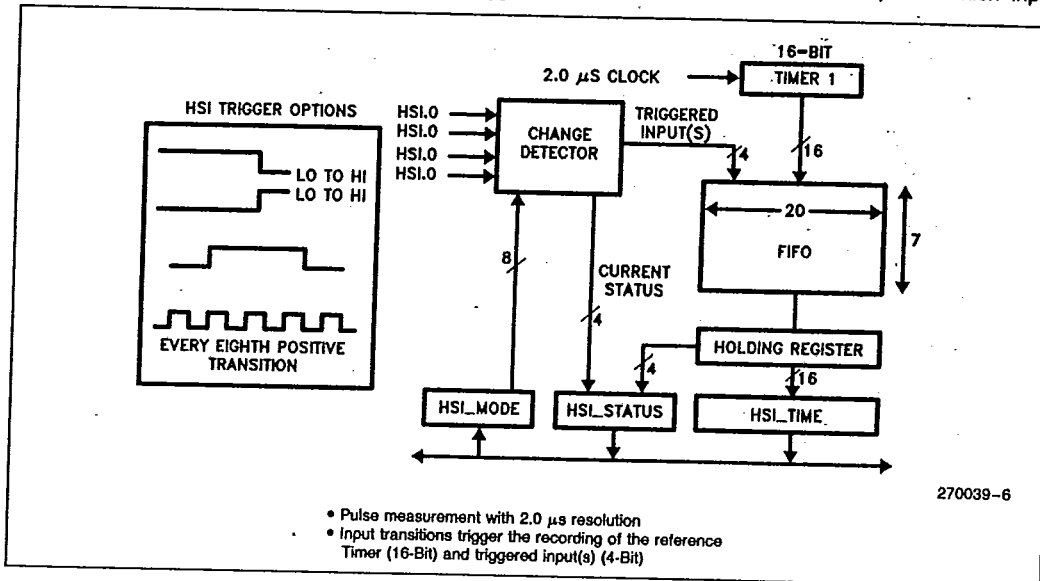 16-BIT
2.0 μS CLOCK
TIMER 1
HSI TRIGGER OPTIONS
LO TO HI
LO TO HI
EVERY EIGHTH POSITIVE
TRANSITION
HSI.0
HSI.0
HSI.0
HSI.0
CHANGE
DETECTOR
TRIGGERED
INPUT(S)
4
16
20
7
FIFO
8
CURRENT
STATUS
4
HOLDING REGISTER
4
16
HSI_MODE
HSI_STATUS
HSI_TIME
270039-6
• Pulse measurement with 2.0 μs resolution
• Input transitions trigger the recording of the reference
Timer (16-Bit) and triggered input(s) (4-Bit)